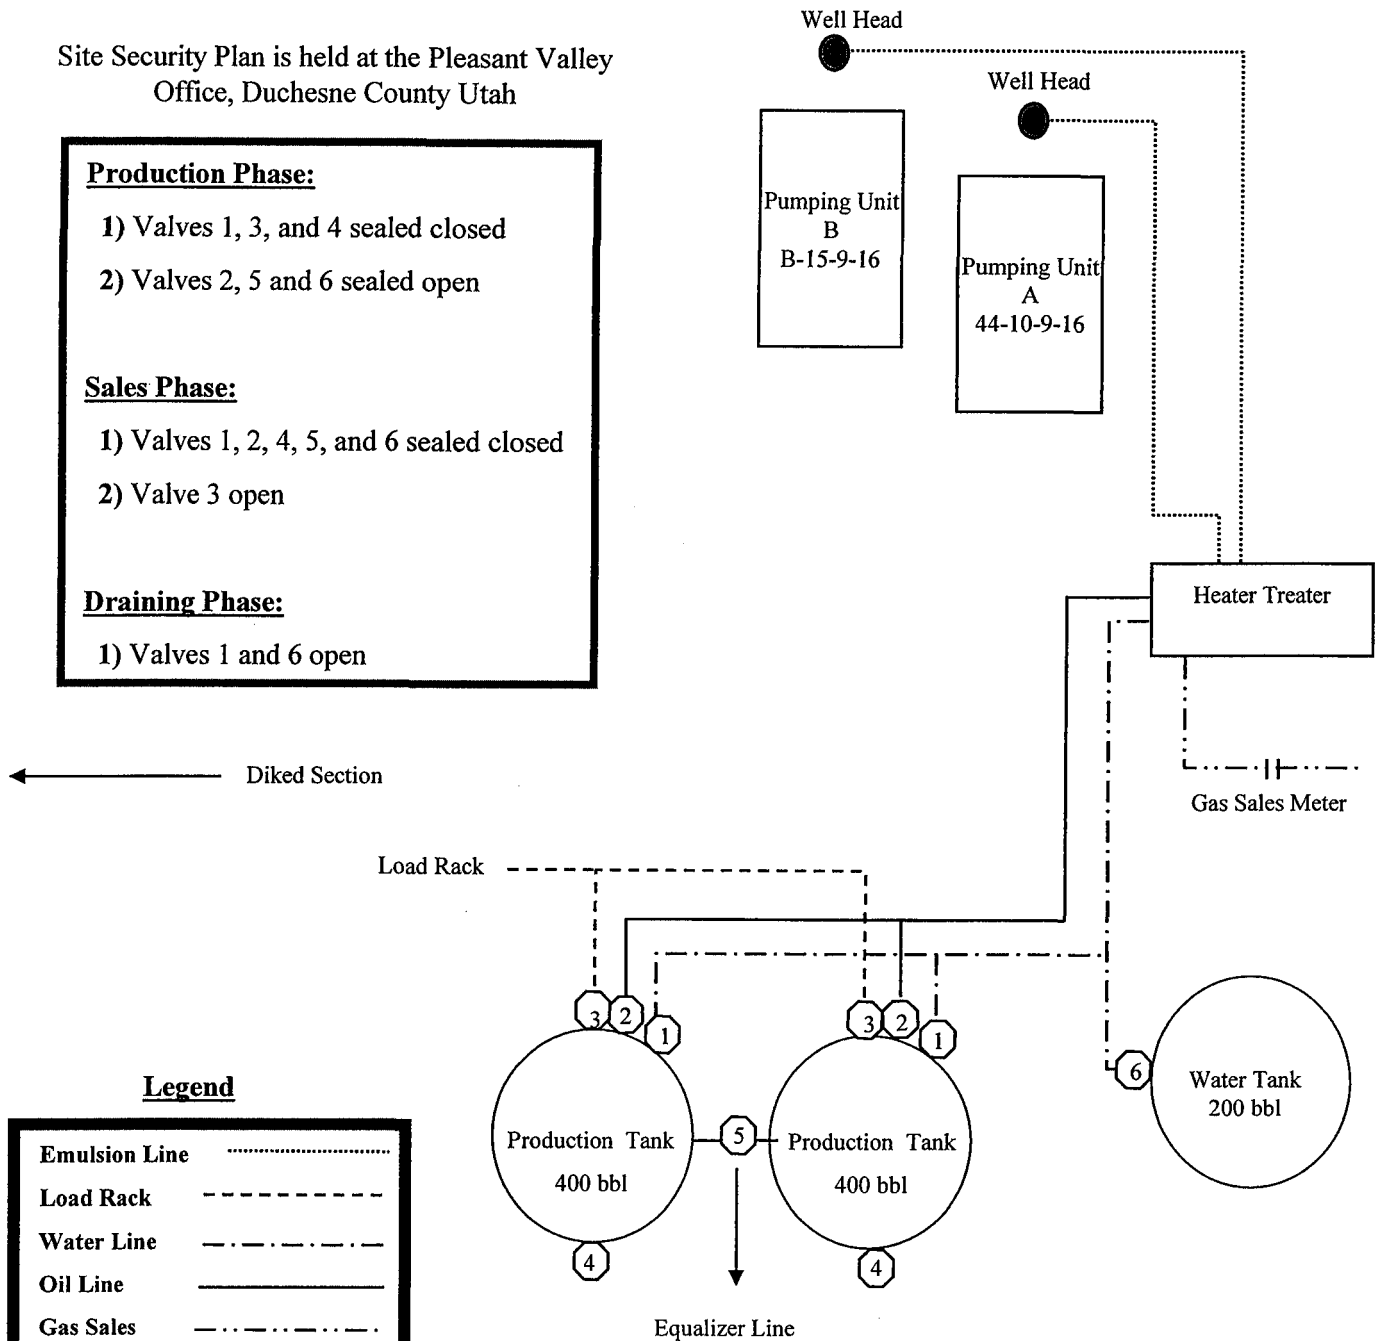 Site Security Plan is held at the Pleasant Valley
Office, Duchesne County Utah
Production Phase:
1) Valves 1, 3, and 4 sealed closed
2) Valves 2, 5 and 6 sealed open
Sales Phase:
1) Valves 1, 2, 4, 5, and 6 sealed closed
2) Valve 3 open
Draining Phase:
1) Valves 1 and 6 open
Well Head
Well Head
Pumping Unit
B
B-15-9-16
Pumping Unit
A
44-10-9-16
Heater Treater
Diked Section
Gas Sales Meter
Load Rack
3
2
1
3
2
1
6
Water Tank
200 bbl
Production Tank
400 bbl
5
Production Tank
400 bbl
4
4
Equalizer Line
Legend
Emulsion Line
Load Rack
Water Line
Oil Line
Gas Sales